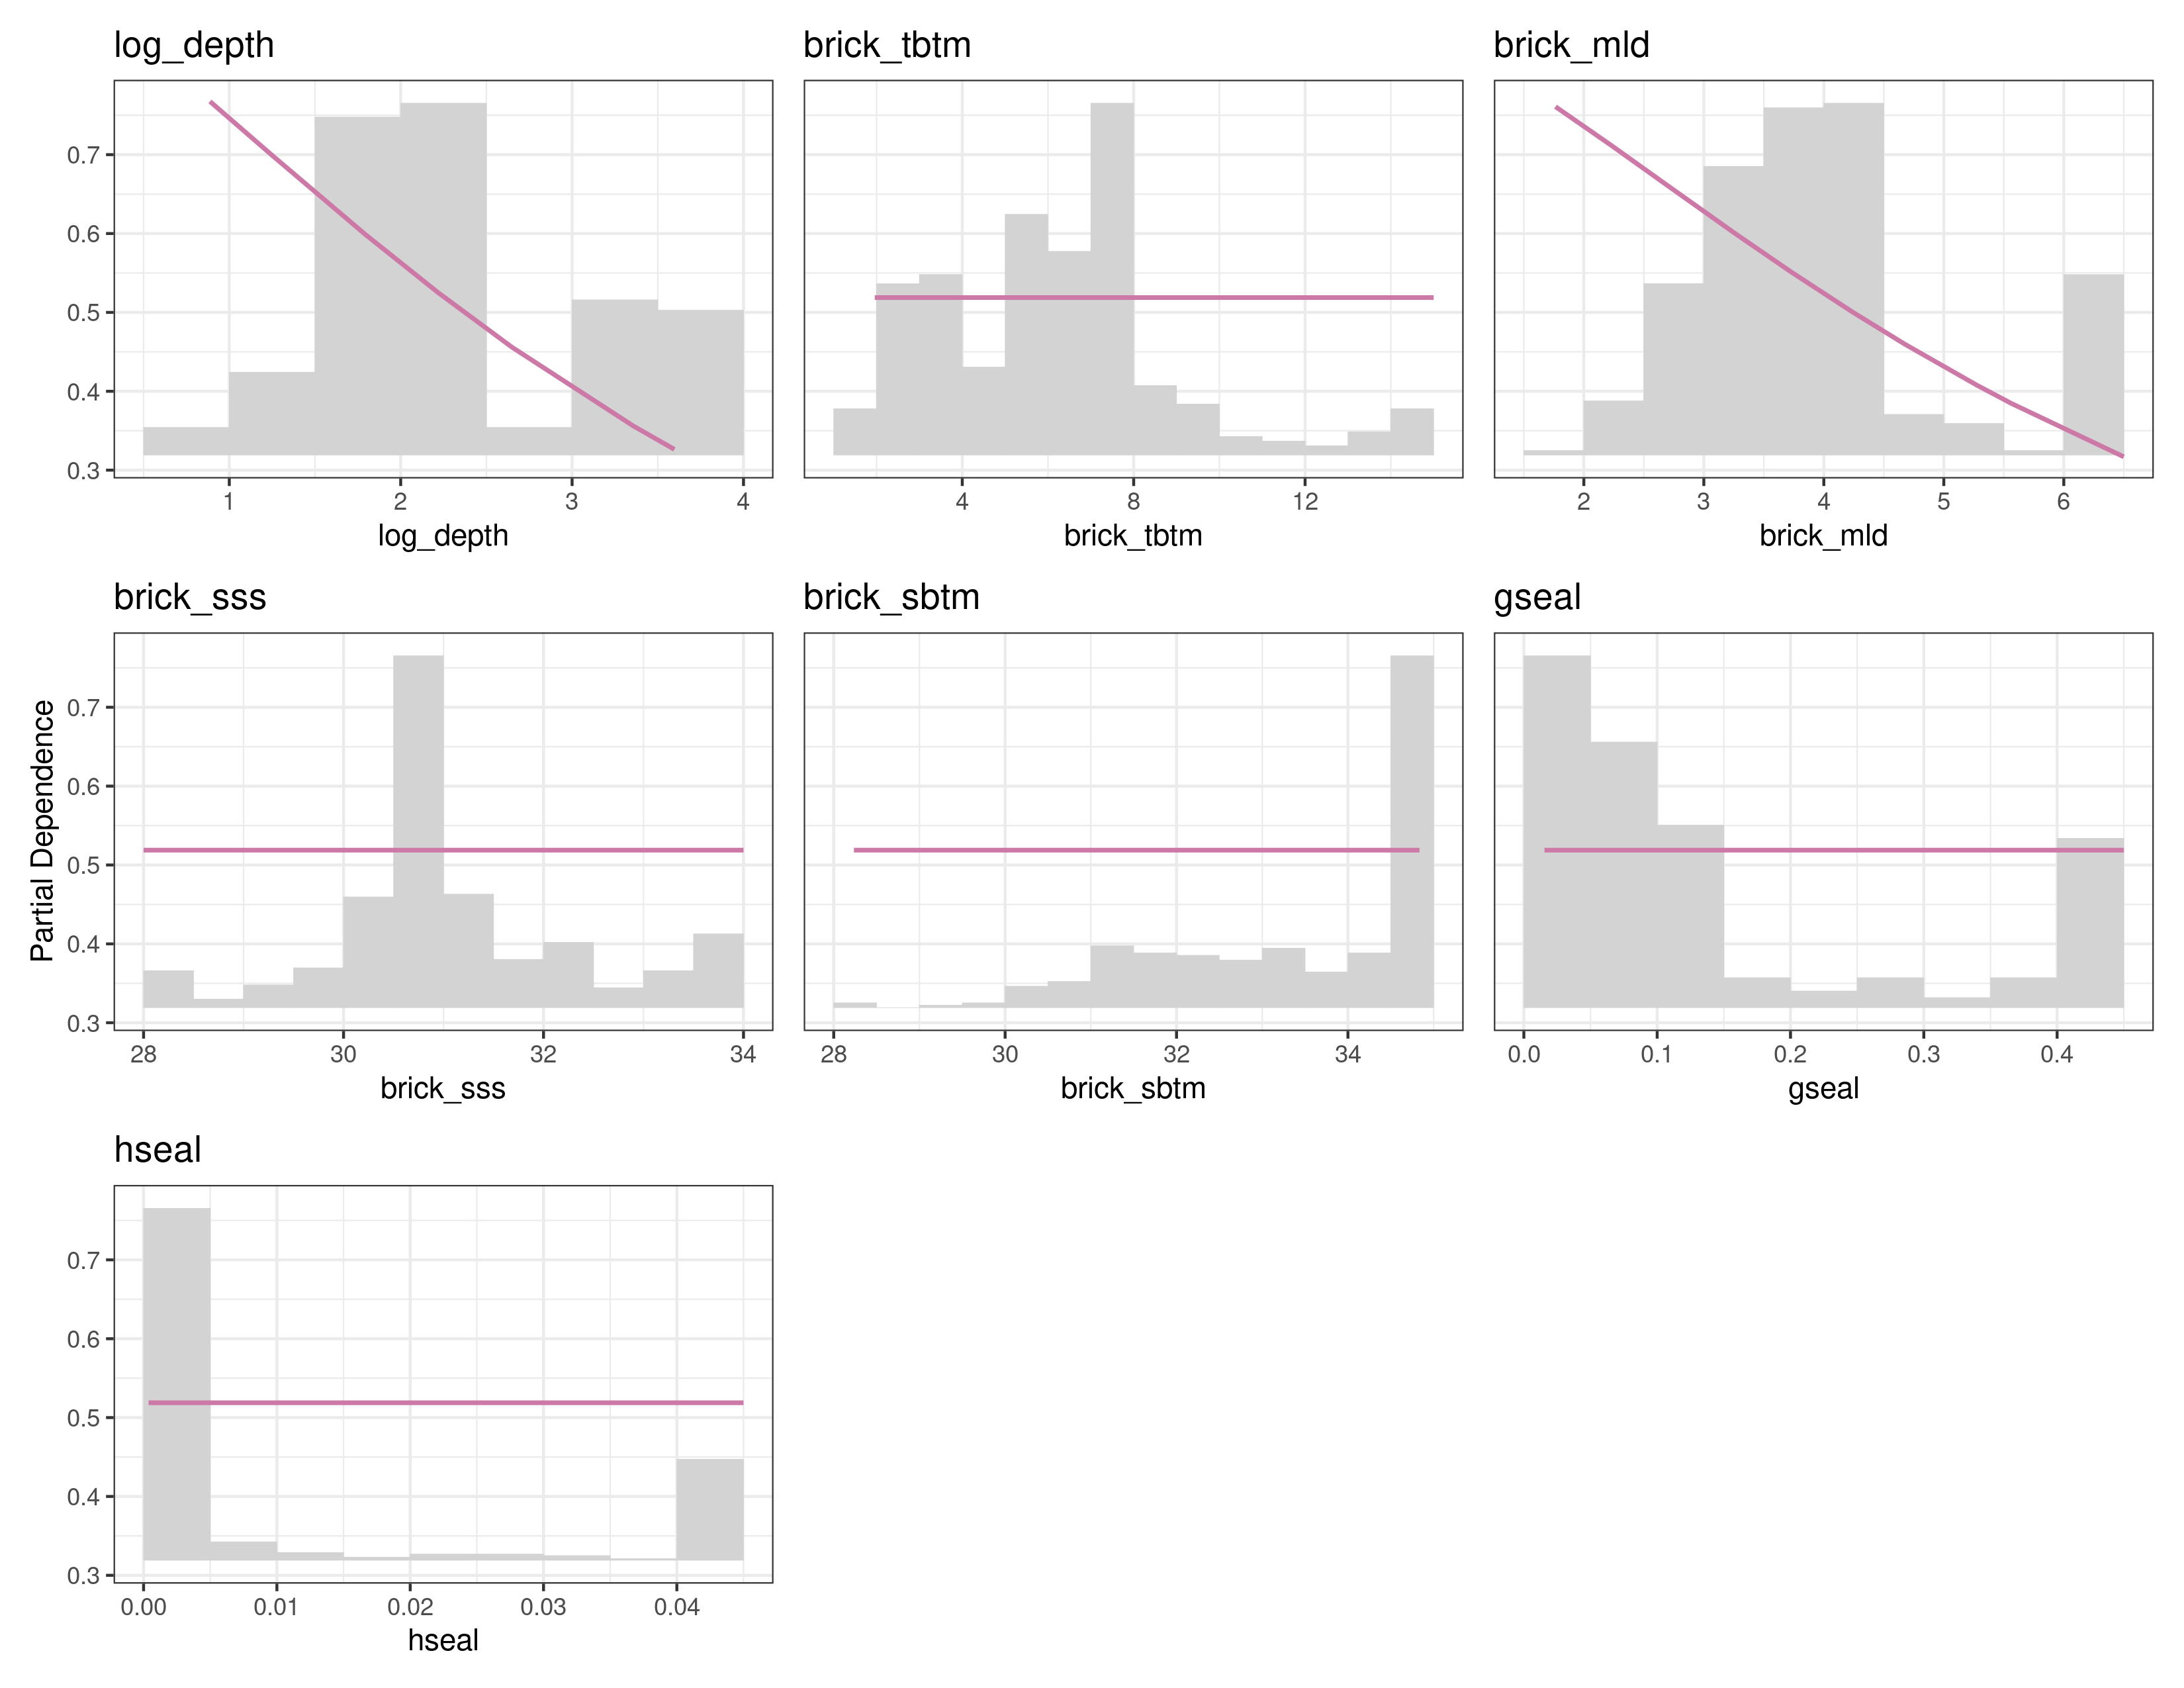 log_depth
brick_tbtm
brick_mld
0.7
0.6
0.5
0.4
0.3
1 2 3 4
4 8 12
2 3 4 5 6
log_depth
brick_tbtm
brick_mld
brick_sss
brick_sbtm
gseal
Partial Dependence
0.7
0.6
0.5
0.4
0.3
28 30 32 34
28 30 32 34
0.0 0.1 0.2 0.3 0.4
brick_sss
brick_sbtm
gseal
hseal
0.7
0.6
0.5
0.4
0.3
0.00 0.01 0.02 0.03 0.04
hseal